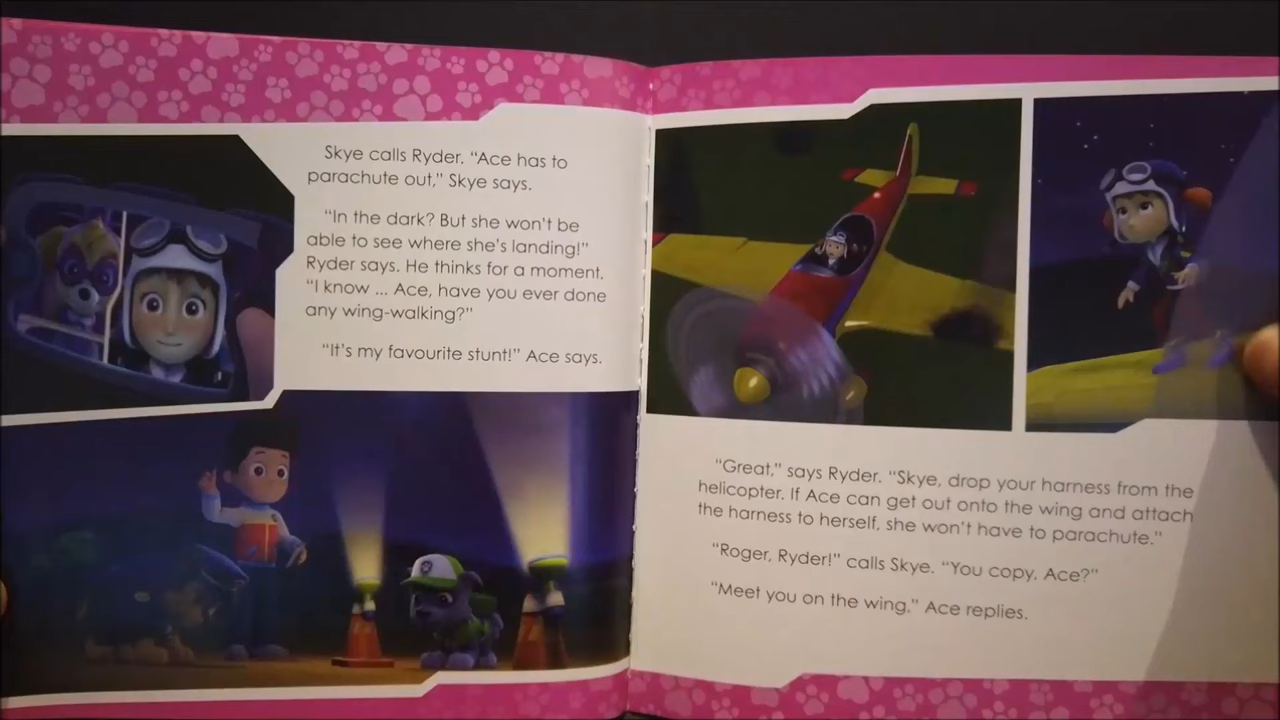 Skye calls Ryder. “Ace has to
parachute out,” Skye says.
“In the dark? But she won’t be
able to see where she’s landing!”
Ryder says. He thinks for a moment.
“I know ... Ace, have you ever done
any wing-walking?”
“It’s my favourite stunt!” Ace says.
“Great,” says Ryder. “Skye, drop your harness from the
helicopter. If Ace can get out onto the wing and attach
the harness to herself, she won’t have to parachute.”
“Roger, Ryder!” calls Skye. “You copy, Ace?”
“Meet you on the wing,” Ace replies.